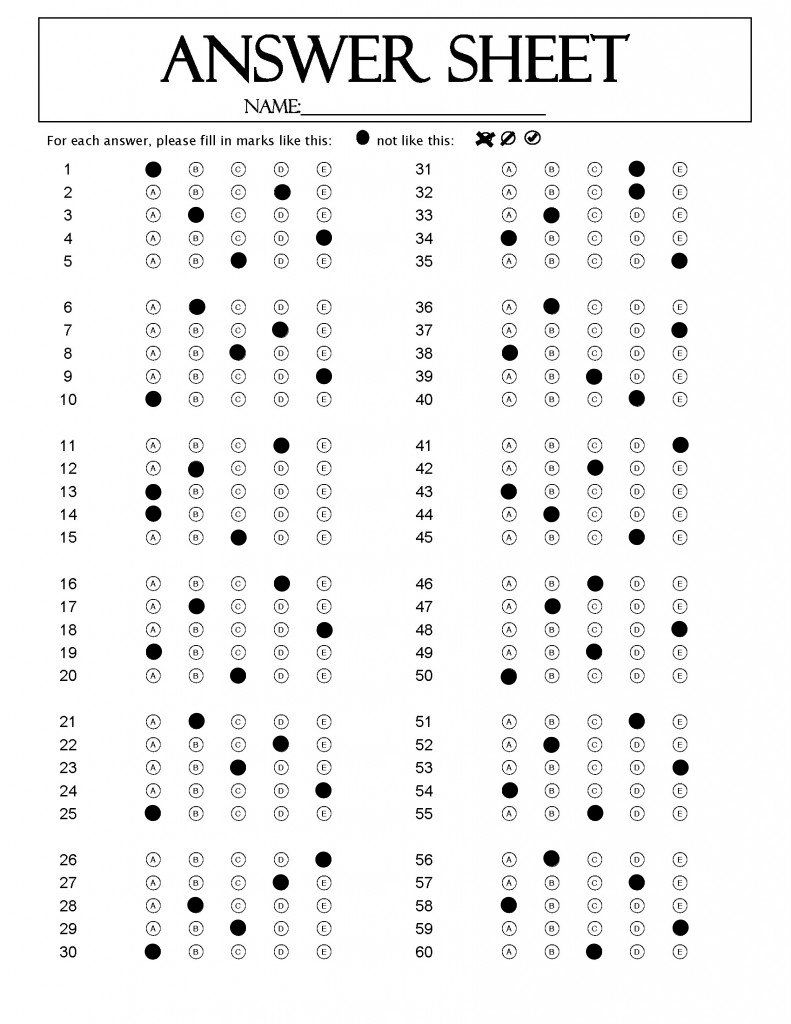 ANSWER SHEET
NAME:
For each answer, please fill in marks like this: not like this:
1 B C D E 31 A B C E
2 A B C E 32 A B C E
3 A C D E 33 A C D E
4 A B C D 34 B C D E
5 A B D E 35 A B C D
6 A C D E 36 A C D E
7 A B C E 37 A B C D
8 A B D E 38 B C D E
9 A B C D 39 A B D E
10 B C D E 40 A B C E
11 A B C E 41 A B C D
12 A C D E 42 A B D E
13 B C D E 43 B C D E
14 B C D E 44 A C D E
15 A B D E 45 A B C E
16 A B C E 46 A B D E
17 A C D E 47 A C D E
18 A B C D 48 A B C D
19 B C D E 49 A B D E
20 A B D E 50 B C D E
21 A C D E 51 A B C E
22 A B C E 52 A C D E
23 A B D E 53 A B C D
24 A B C D 54 B C D E
25 B C D E 55 A B D E
26 A B C D 56 A C D E
27 A B C E 57 A B C E
28 A C D E 58 B C D E
29 A B D E 59 A B C D
30 B C D E 60 A B D E